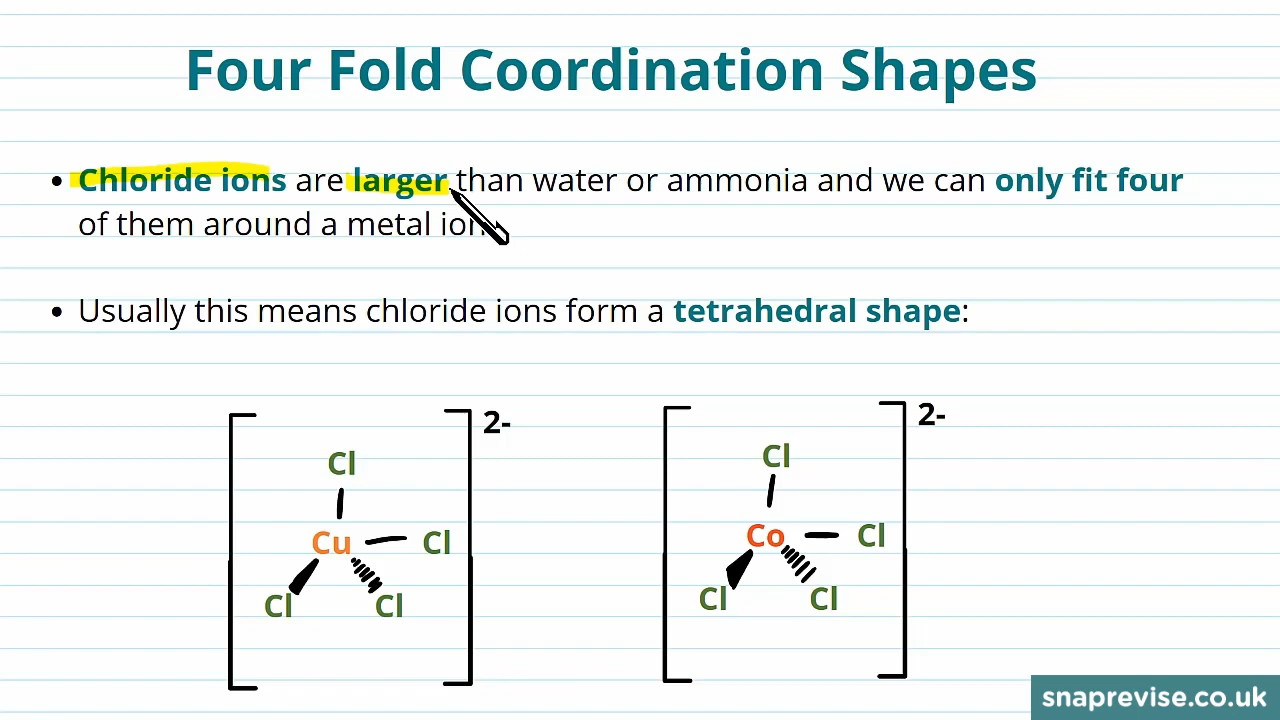 Four Fold Coordination Shapes
• Chloride ions are larger than water or ammonia and we can only fit four
of them around a metal ion
• Usually this means chloride ions form a tetrahedral shape:
2-
2-
Cl
Cl
Cu Cl
Co Cl
Cl Cl
Cl Cl
snaprevise.co.uk